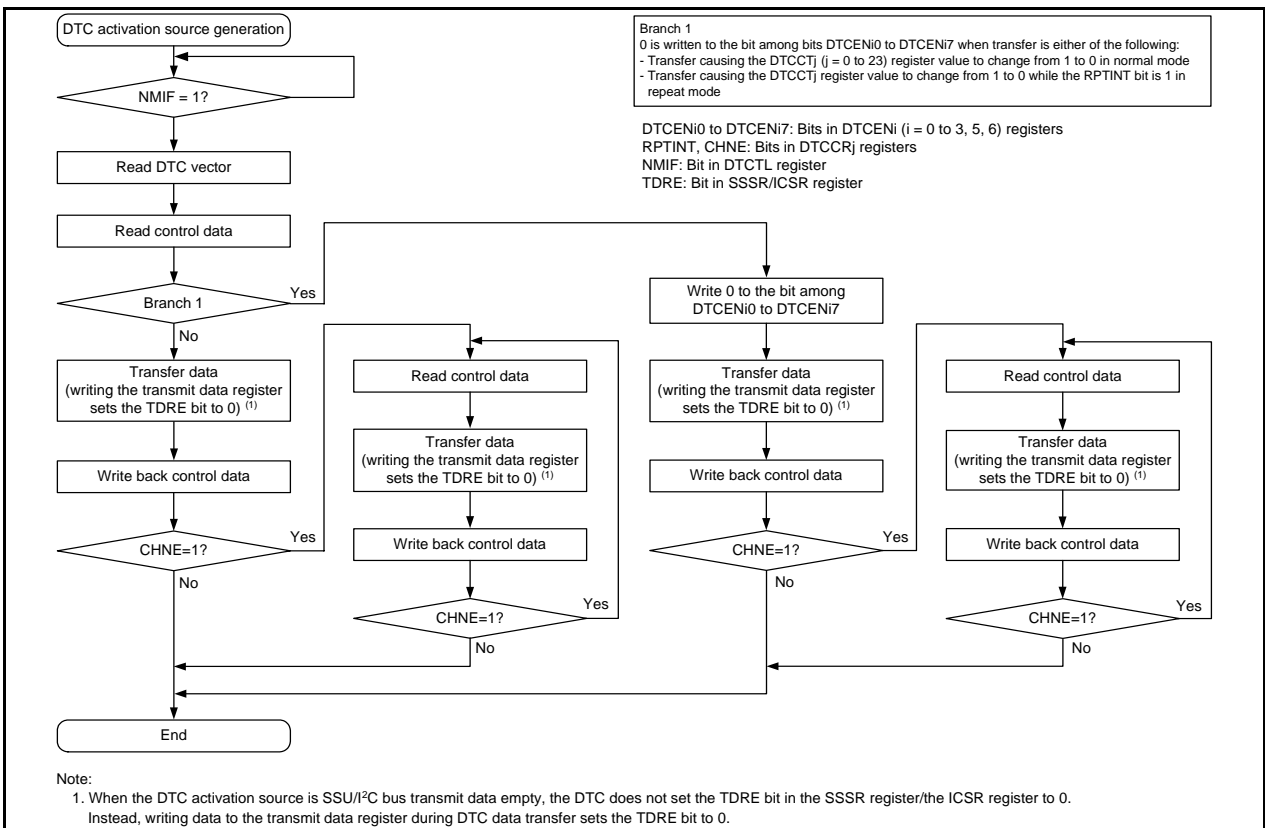 DTC activation source generation
NMIF = 1?
Read DTC vector
Read control data
Branch 1
Yes
No
Transfer data
(writing the transmit data register
sets the TDRE bit to 0) (1)
Write back control data
CHNE=1?
Yes
No
Read control data
Transfer data
(writing the transmit data register
sets the TDRE bit to 0) (1)
Write back control data
CHNE=1?
Yes
No
End
Branch 1
0 is written to the bit among bits DTCENi0 to DTCENi7 when transfer is either of the following:
- Transfer causing the DTCCTj (j = 0 to 23) register value to change from 1 to 0 in normal mode
- Transfer causing the DTCCTj register value to change from 1 to 0 while the RPTINT bit is 1 in
repeat mode
DTCENi0 to DTCENi7: Bits in DTCENi (i = 0 to 3, 5, 6) registers
RPTINT, CHNE: Bits in DTCCRj registers
NMIF: Bit in DTCTL register
TDRE: Bit in SSSR/ICSR register
Write 0 to the bit among
DTCENi0 to DTCENi7
Transfer data
(writing the transmit data register
sets the TDRE bit to 0) (1)
Write back control data
CHNE=1?
Yes
No
Read control data
Transfer data
(writing the transmit data register
sets the TDRE bit to 0) (1)
Write back control data
CHNE=1?
Yes
No
Note:
1. When the DTC activation source is SSU/I²C bus transmit data empty, the DTC does not set the TDRE bit in the SSSR register/the ICSR register to 0.
Instead, writing data to the transmit data register during DTC data transfer sets the TDRE bit to 0.